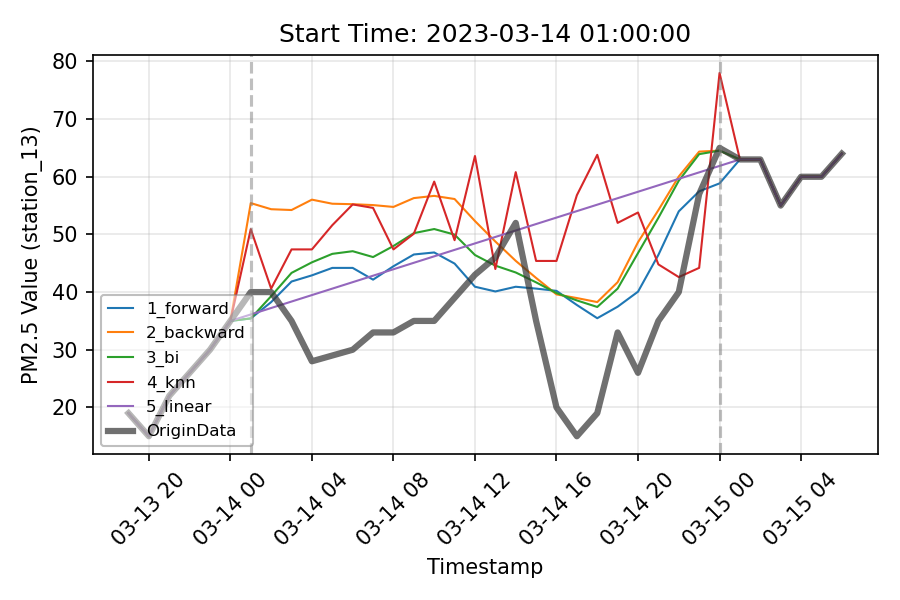 Start Time: 2023-03-14 01:00:00
PM2.5 Value (station_13)
80
70
60
50
40
30
20
1_forward
2_backward
3_bi
4_knn
5_linear
OriginData
03-13 20
03-14 00
03-14 04
03-14 08
03-14 12
03-14 16
03-14 20
03-15 00
03-15 04
Timestamp